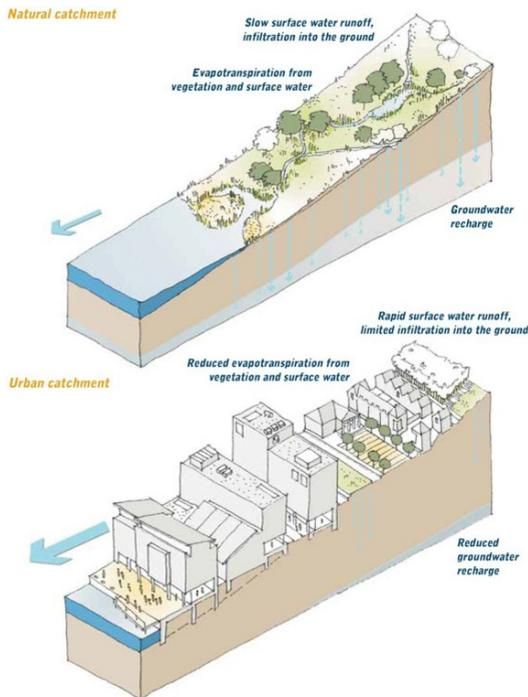 Natural catchment
Slow surface water runoff,
infiltration into the ground
Evapotranspiration from
vegetation and surface water
Groundwater
recharge
Rapid surface water runoff,
limited infiltration into the ground
Reduced evapotranspiration from
vegetation and surface water
Urban catchment
Reduced
groundwater
recharge